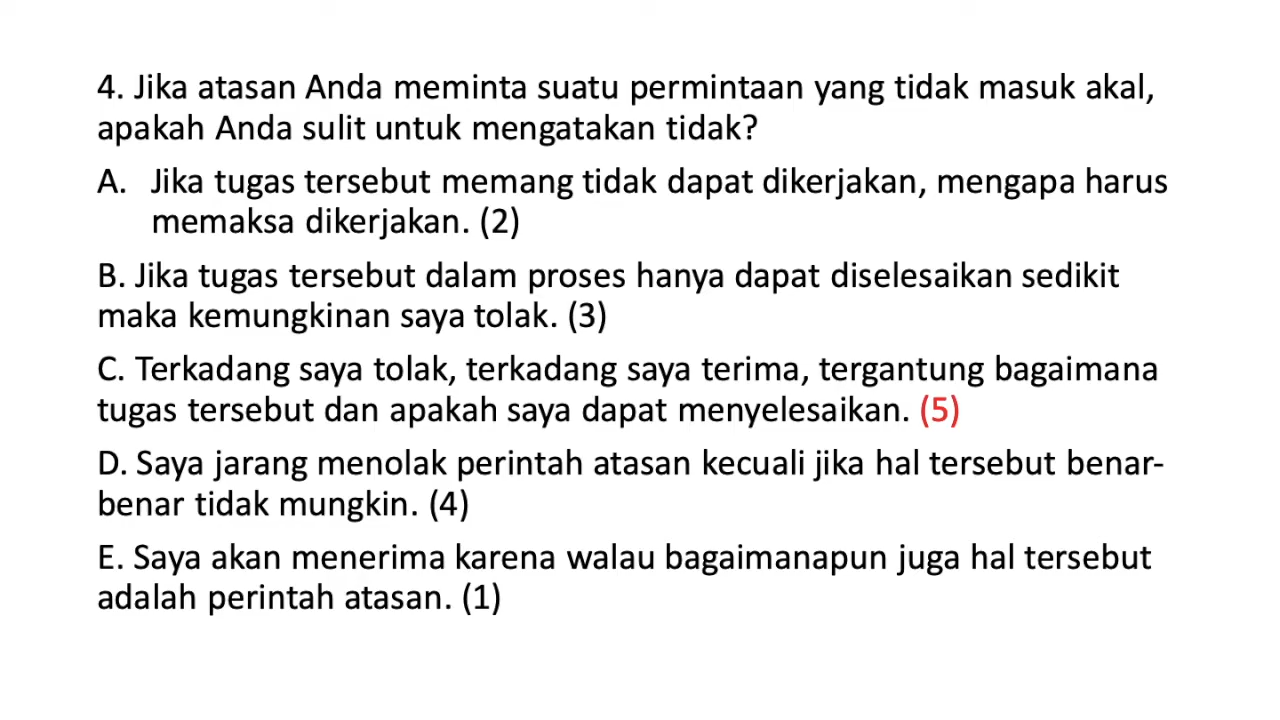 4. Jika atasan Anda meminta suatu permintaan yang tidak masuk akal,
apakah Anda sulit untuk mengatakan tidak?
A. Jika tugas tersebut memang tidak dapat dikerjakan, mengapa harus
memaksa dikerjakan. (2)
B. Jika tugas tersebut dalam proses hanya dapat diselesaikan sedikit
maka kemungkinan saya tolak. (3)
C. Terkadang saya tolak, terkadang saya terima, tergantung bagaimana
tugas tersebut dan apakah saya dapat menyelesaikan. (5)
D. Saya jarang menolak perintah atasan kecuali jika hal tersebut benar-
benar tidak mungkin. (4)
E. Saya akan menerima karena walau bagaimanapun juga hal tersebut
adalah perintah atasan. (1)